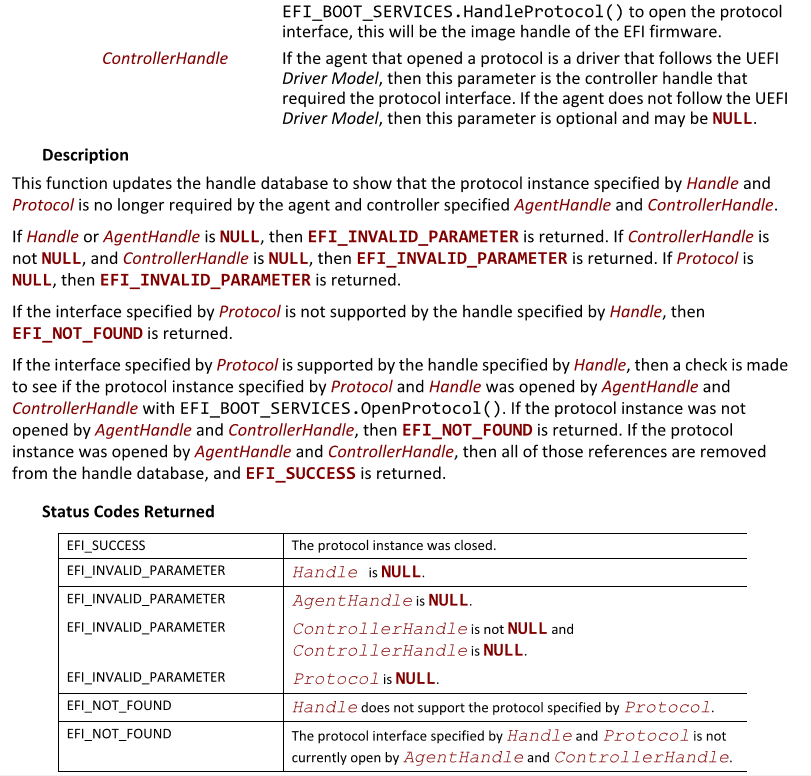 EFI_BOOT_SERVICES.HandleProtocol() to open the protocol
interface, this will be the image handle of the EFI firmware.
ControllerHandle If the agent that opened a protocol is a driver that follows the UEFI
Driver Model, then this parameter is the controller handle that
required the protocol interface. If the agent does not follow the UEFI
Driver Model, then this parameter is optional and may be NULL.
Description
This function updates the handle database to show that the protocol instance specified by Handle and
Protocol is no longer required by the agent and controller specified AgentHandle and ControllerHandle.
If Handle or AgentHandle is NULL, then EFI_INVALID_PARAMETER is returned. If ControllerHandle is
not NULL, and ControllerHandle is NULL, then EFI_INVALID_PARAMETER is returned. If Protocol is
NULL, then EFI_INVALID_PARAMETER is returned.
If the interface specified by Protocol is not supported by the handle specified by Handle, then
EFI_NOT_FOUND is returned.
If the interface specified by Protocol is supported by the handle specified by Handle, then a check is made
to see if the protocol instance specified by Protocol and Handle was opened by AgentHandle and
ControllerHandle with EFI_BOOT_SERVICES.OpenProtocol(). If the protocol instance was not
opened by AgentHandle and ControllerHandle, then EFI_NOT_FOUND is returned. If the protocol
instance was opened by AgentHandle and ControllerHandle, then all of those references are removed
from the handle database, and EFI_SUCCESS is returned.
Status Codes Returned
EFI_SUCCESS The protocol instance was closed.
EFI_INVALID_PARAMETER Handle is NULL.
EFI_INVALID_PARAMETER AgentHandle is NULL.
EFI_INVALID_PARAMETER ControllerHandle is not NULL and
ControllerHandle is NULL.
EFI_INVALID_PARAMETER Protocol is NULL.
EFI_NOT_FOUND Handle does not support the protocol specified by Protocol.
EFI_NOT_FOUND The protocol interface specified by Handle and Protocol is not
currently open by AgentHandle and ControllerHandle.